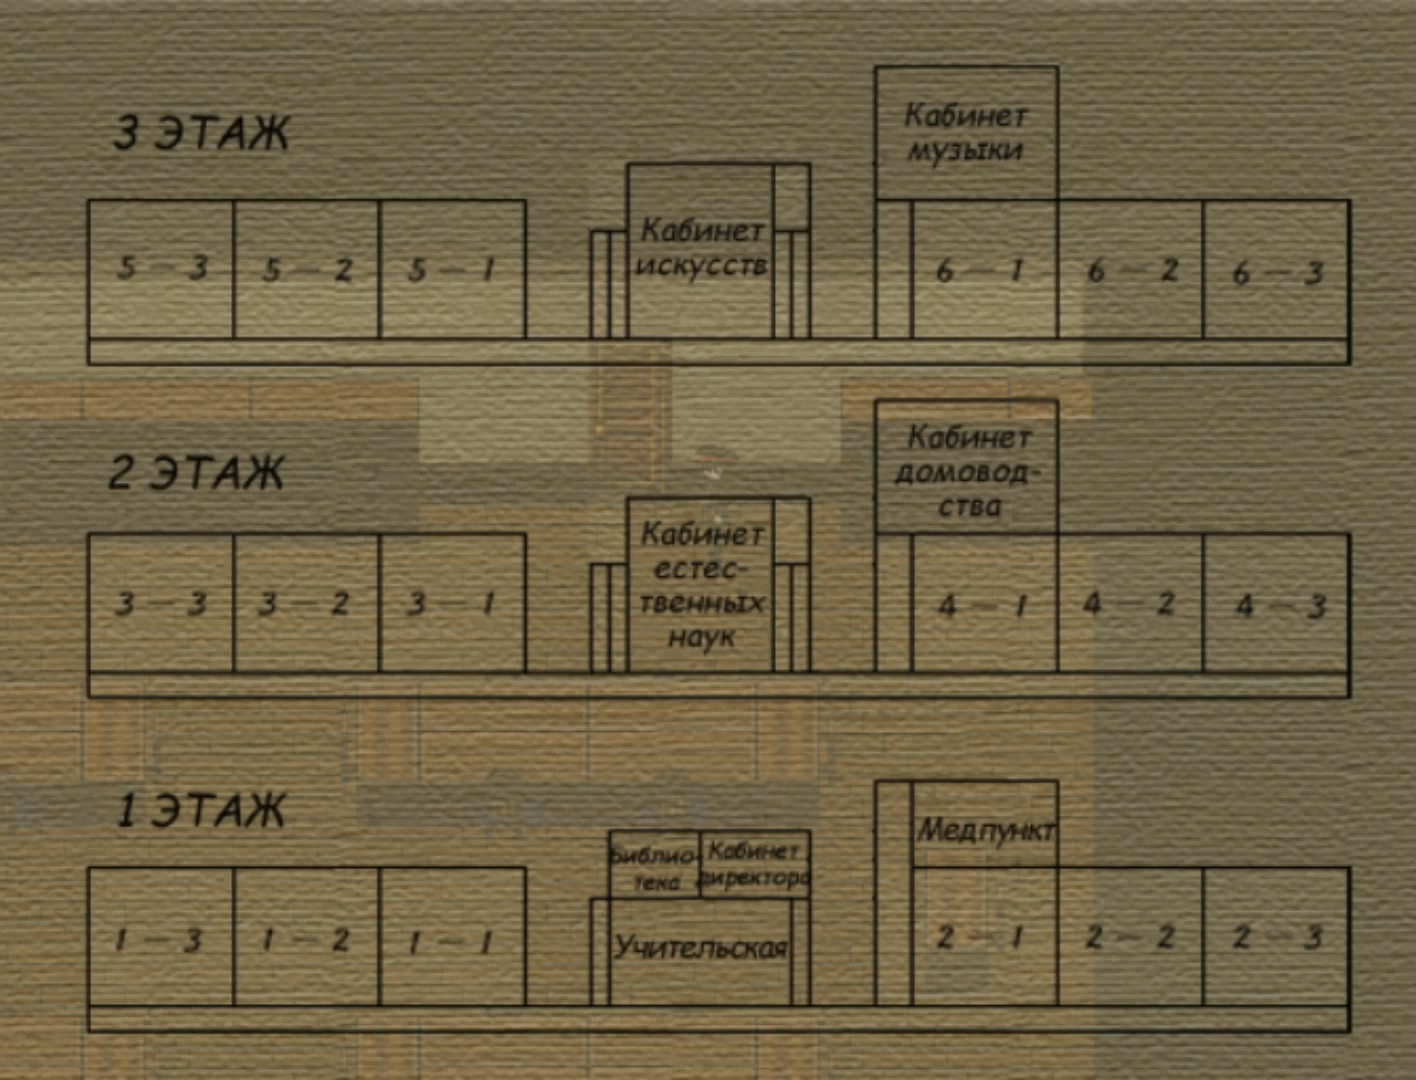 3 ЭТАЖ
Кабинет
музыки
Кабинет
искусств
5 — 3
5 — 2
5 — 1
6 — 1
6 — 2
6 — 3
2 ЭТАЖ
Кабинет
домовод-
ства
Кабинет
естес-
твенных
наук
3 — 3
3 — 2
3 — 1
4 — 1
4 — 2
4 — 3
1 ЭТАЖ
Медпункт
Библио-
тека
Кабинет
директора
Учительская
1 — 3
1 — 2
1 — 1
2 — 1
2 — 2
2 — 3